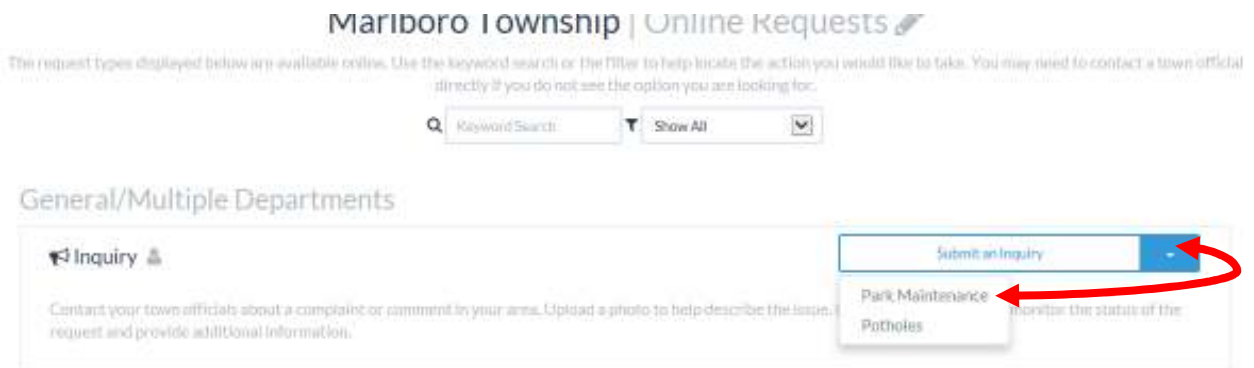 Marlboro Township | Online Requests
The request types displayed below are available online. Use the keyword search or the filter to help locate the action you would like to take. You may need to contact a town official
directly if you do not see the option you are looking for.
Keyword Search Show All
General/Multiple Departments
Inquiry Submit an Inquiry
Park Maintenance
Potholes
Contact your town officials about a complaint or comment in your area. Upload a photo to help describe the issue. monitor the status of the
request and provide additional information.